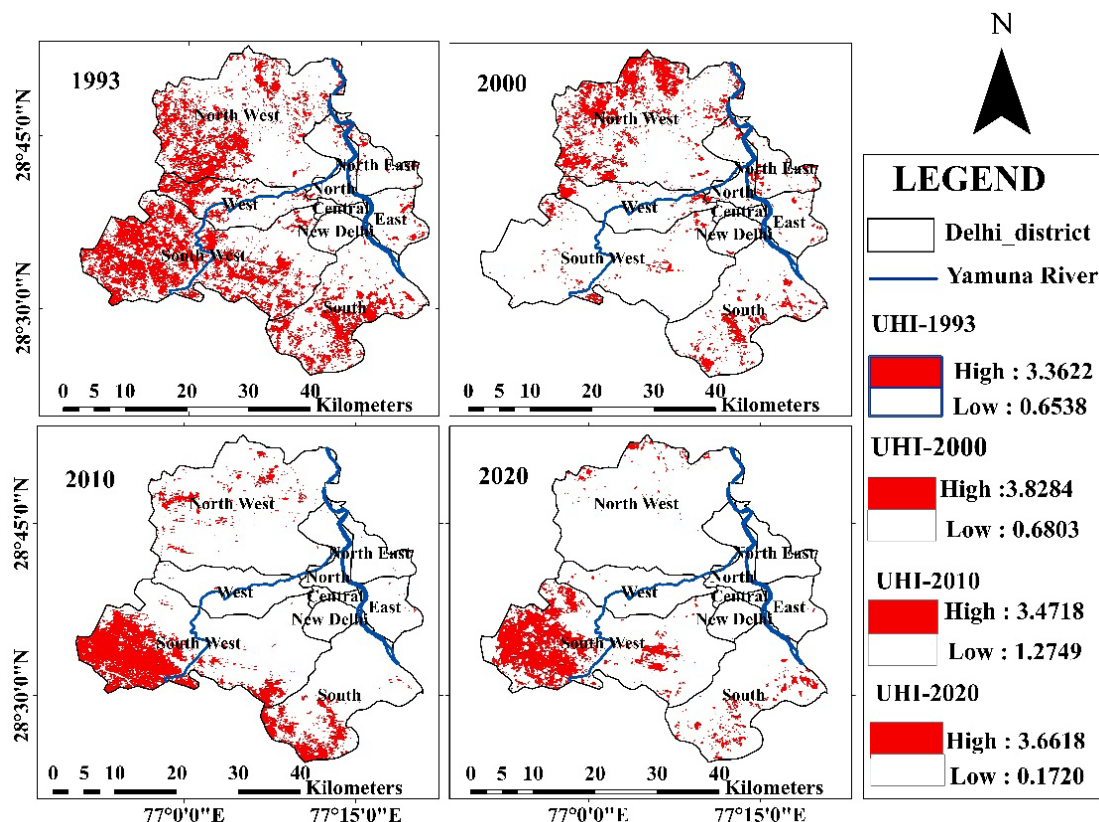 1993
North West
North East
North
West
Central
East
New Delhi
South West
South
0 5 10 20 30 40
Kilometers
28°45'0"N
28°30'0"N
2000
North West
North East
North
West
Central
East
New Delhi
South West
South
0 5 10 20 30 40
Kilometers
2010
North West
North East
North
West
Central
East
New Delhi
South West
South
0 5 10 20 30 40
Kilometers
28°45'0"N
28°30'0"N
77°0'0"E 77°15'0"E
2020
North West
North East
North
West
Central
East
New Delhi
South West
South
0 5 10 20 30 40
Kilometers
77°0'0"E 77°15'0"E
N
LEGEND
Delhi_district
Yamuna River
UHI-1993
High : 3.3622
Low : 0.6538
UHI-2000
High :3.8284
Low : 0.6803
UHI-2010
High : 3.4718
Low : 1.2749
UHI-2020
High : 3.6618
Low : 0.1720